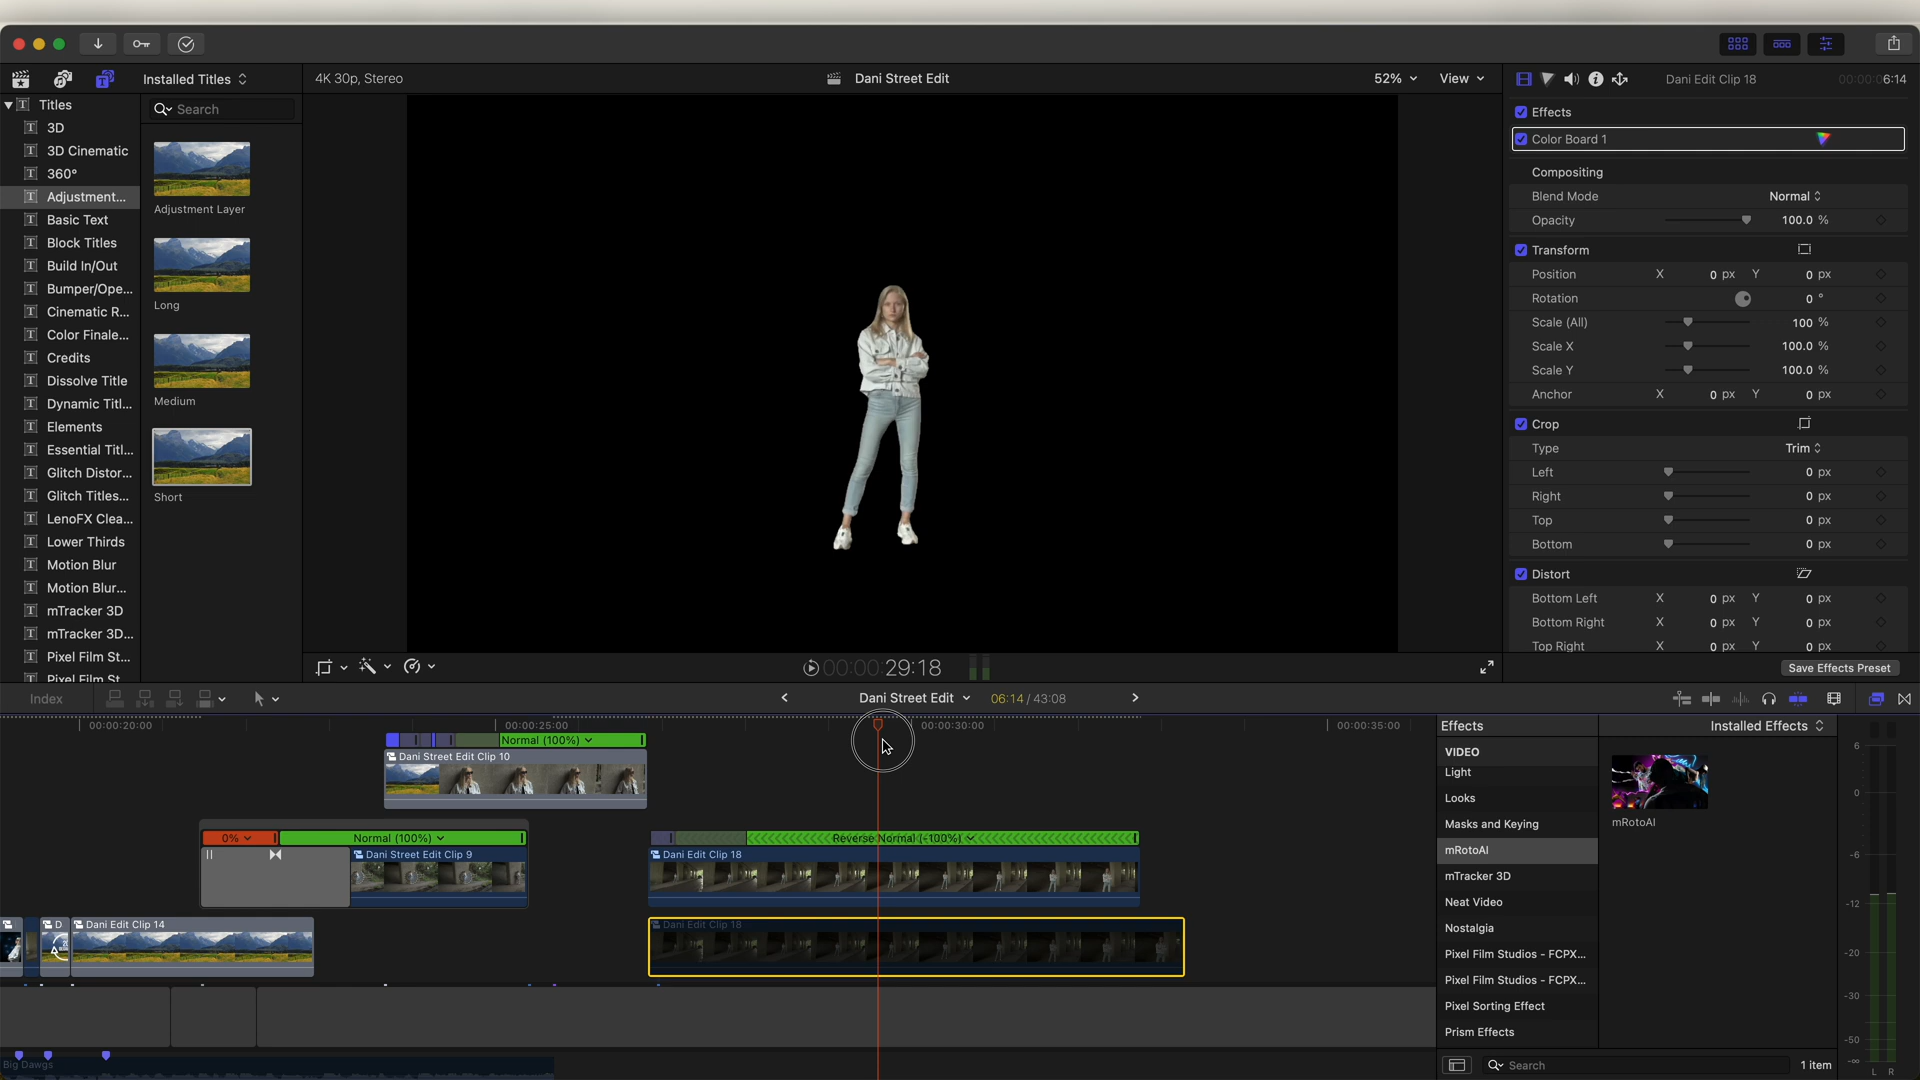 Installed Titles
4K 30p, Stereo
Dani Street Edit
52%
View
Dani Edit Clip 18
00:00:06:14
Titles
3D
3D Cinematic
360°
Adjustment...
Basic Text
Block Titles
Build In/Out
Bumper/Ope...
Cinematic R...
Color Finale...
Credits
Dissolve Title
Dynamic Titl...
Elements
Essential Titl...
Glitch Distor...
Glitch Titles...
LenoFX Clea...
Lower Thirds
Motion Blur
Motion Blur...
mTracker 3D
mTracker 3D...
Pixel Film St...
Pixel Film St
Search
Adjustment Layer
Long
Medium
Short
Effects
Color Board 1
Compositing
Blend Mode Normal
Opacity 100.0 %
Transform
Position X 0 px Y 0 px
Rotation 0 °
Scale (All) 100 %
Scale X 100.0 %
Scale Y 100.0 %
Anchor X 0 px Y 0 px
Crop
Type Trim
Left 0 px
Right 0 px
Top 0 px
Bottom 0 px
Distort
Bottom Left X 0 px Y 0 px
Bottom Right X 0 px Y 0 px
Top Right X 0 px Y 0 px
Save Effects Preset
00:00:29:18
Index
Dani Street Edit
06:14 / 43:08
00:00:20:00
00:00:25:00
00:00:30:00
00:00:35:00
Normal (100%)
Dani Street Edit Clip 10
0%
Normal (100%)
Dani Street Edit Clip 9
Reverse Normal (-100%)
Dani Edit Clip 18
D
Dani Edit Clip 14
Dani Edit Clip 18
Big Dawgs
Effects
Installed Effects
VIDEO
Light
Looks
Masks and Keying
mRotoAI
mTracker 3D
Neat Video
Nostalgia
Pixel Film Studios - FCPX...
Pixel Film Studios - FCPX...
Pixel Sorting Effect
Prism Effects
mRotoAI
Search
1 item
6
0
-6
-12
-20
-30
-50
-∞
L R